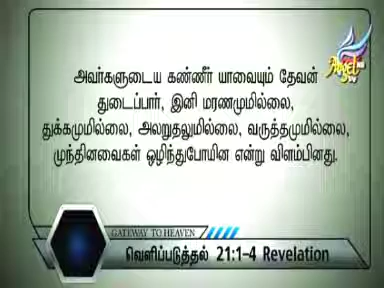 ANGEL
அவர்களுடைய கண்ணீர் யாவையும் தேவன்
துடைப்பார், இனி மரணமுமில்லை,
துக்கமுமில்லை, அலறுதலுமில்லை, வருத்தமுமில்லை,
முந்தினவைகள் ஒழிந்துபோயின என்று விளம்பினது.
GATEWAY TO HEAVEN
வெளிப்படுத்தல் 21:1-4 Revelation